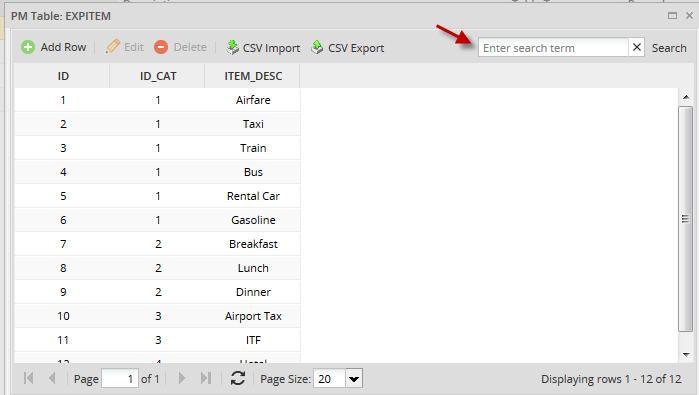 PM Table: EXPITEM
Add Row Edit Delete CSV Import CSV Export Enter search term Search
ID ID_CAT ITEM_DESC
1 1 Airfare
2 1 Taxi
3 1 Train
4 1 Bus
5 1 Rental Car
6 1 Gasoline
7 2 Breakfast
8 2 Lunch
9 2 Dinner
10 3 Airport Tax
11 3 ITF
12 4 Hotel
Page 1 of 1 Page Size: 20 Displaying rows 1 - 12 of 12